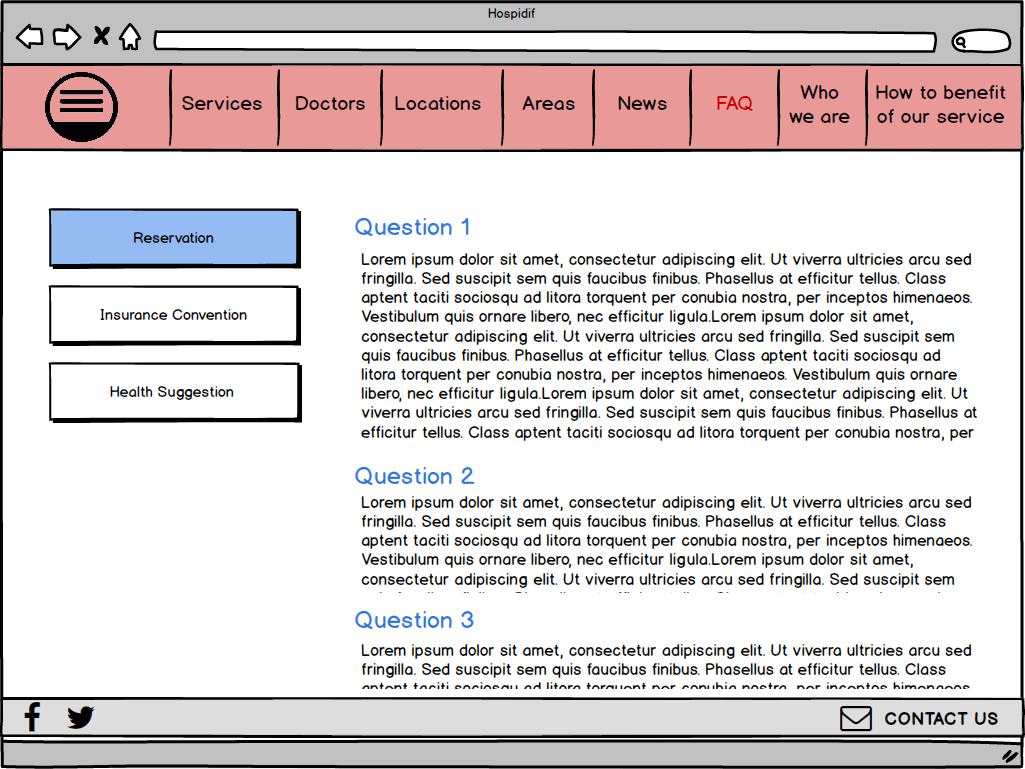 Hospidif
Services
Doctors
Locations
Areas
News
FAQ
Who
we are
How to benefit
of our service
Reservation
Insurance Convention
Health Suggestion
Question 1
Lorem ipsum dolor sit amet, consectetur adipiscing elit. Ut viverra ultricies arcu sed
fringilla. Sed suscipit sem quis faucibus finibus. Phasellus at efficitur tellus. Class
aptent taciti sociosqu ad litora torquent per conubia nostra, per inceptos himenaeos.
Vestibulum quis ornare libero, nec efficitur ligula.Lorem ipsum dolor sit amet,
consectetur adipiscing elit. Ut viverra ultricies arcu sed fringilla. Sed suscipit sem
quis faucibus finibus. Phasellus at efficitur tellus. Class aptent taciti sociosqu ad
litora torquent per conubia nostra, per inceptos himenaeos. Vestibulum quis ornare
libero, nec efficitur ligula.Lorem ipsum dolor sit amet, consectetur adipiscing elit. Ut
viverra ultricies arcu sed fringilla. Sed suscipit sem quis faucibus finibus. Phasellus at
efficitur tellus. Class aptent taciti sociosqu ad litora torquent per conubia nostra, per
Question 2
Lorem ipsum dolor sit amet, consectetur adipiscing elit. Ut viverra ultricies arcu sed
fringilla. Sed suscipit sem quis faucibus finibus. Phasellus at efficitur tellus. Class
aptent taciti sociosqu ad litora torquent per conubia nostra, per inceptos himenaeos.
Vestibulum quis ornare libero, nec efficitur ligula.Lorem ipsum dolor sit amet,
consectetur adipiscing elit. Ut viverra ultricies arcu sed fringilla. Sed suscipit sem
Question 3
Lorem ipsum dolor sit amet, consectetur adipiscing elit. Ut viverra ultricies arcu sed
fringilla. Sed suscipit sem quis faucibus finibus. Phasellus at efficitur tellus. Class
aptent taciti sociosqu ad litora torquent per conubia nostra, per inceptos himenaeos.
CONTACT US